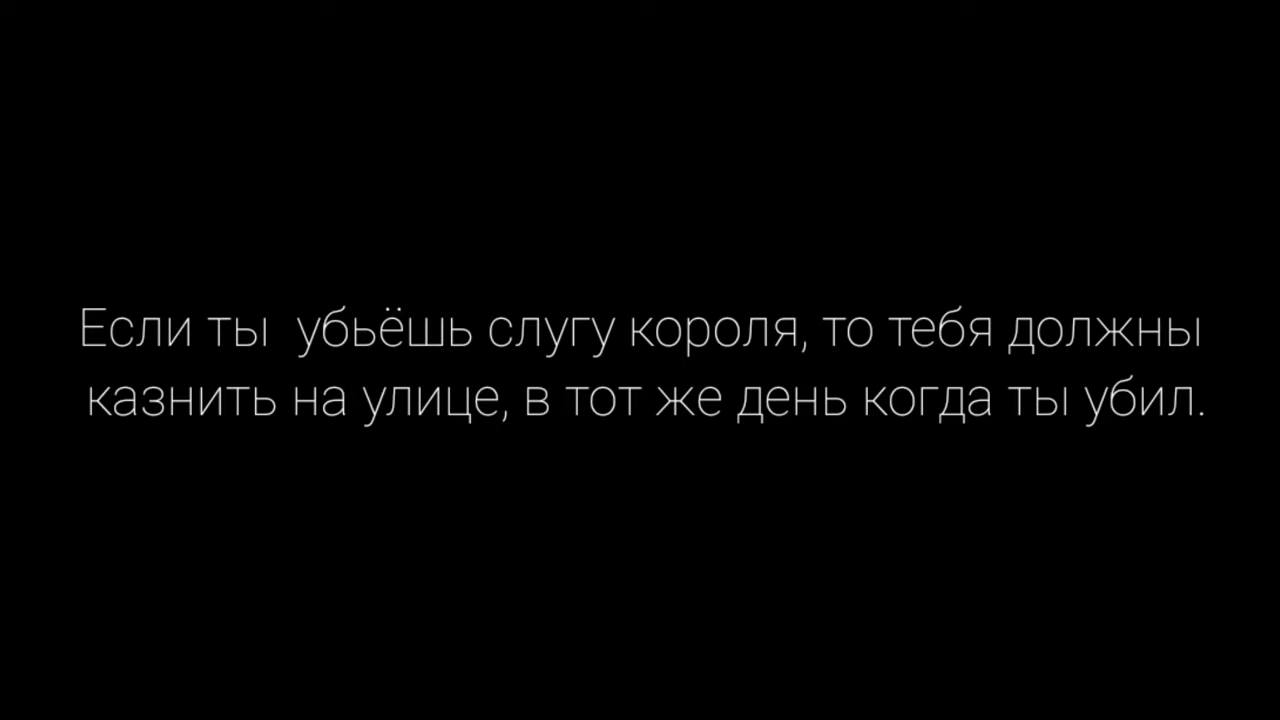 Если ты  убьёшь слугу короля, то тебя должны
казнить на улице, в тот же день когда ты убил.